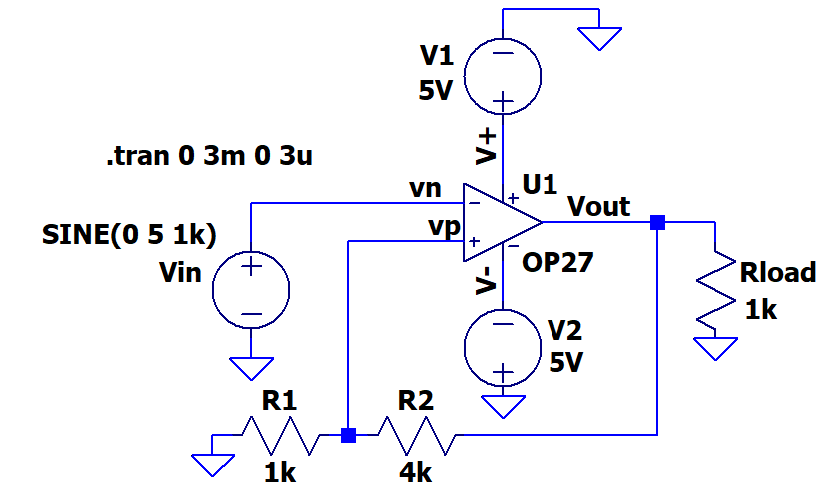 V1
5V
V+
.tran 0 3m 0 3u
vn
U1
Vout
SINE(0 5 1k)
vp
Vin
OP27
Rload
1k
V-
V2
5V
R1
R2
1k
4k